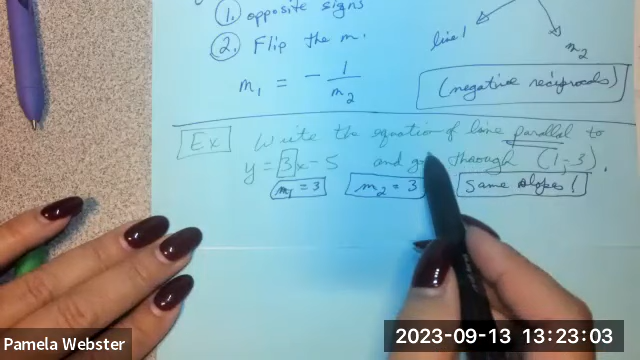 1. opposite signs
2. Flip the m.
line 1
m2
m1 = - 1/m2
(negative reciprocals)
Ex Write the equation of line parallel to
y = 3x - 5 and go through (1, -3).
m1 = 3 m2 = 3 Same slopes!
Pamela Webster
2023-09-13 13:23:03